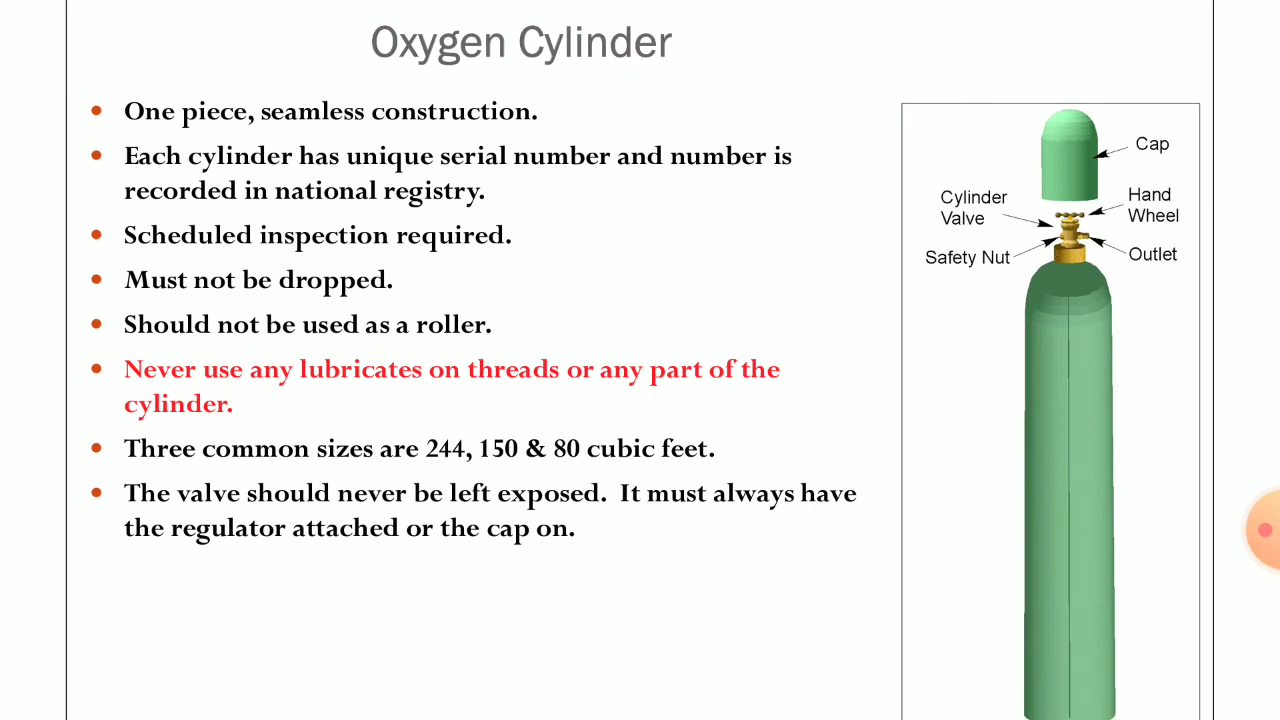 Oxygen Cylinder
One piece, seamless construction.
Each cylinder has unique serial number and number is
recorded in national registry.
Scheduled inspection required.
Must not be dropped.
Should not be used as a roller.
Never use any lubricates on threads or any part of the
cylinder.
Three common sizes are 244, 150 & 80 cubic feet.
The valve should never be left exposed.  It must always have
the regulator attached or the cap on.
Cap
Cylinder
Valve
Hand
Wheel
Safety Nut
Outlet